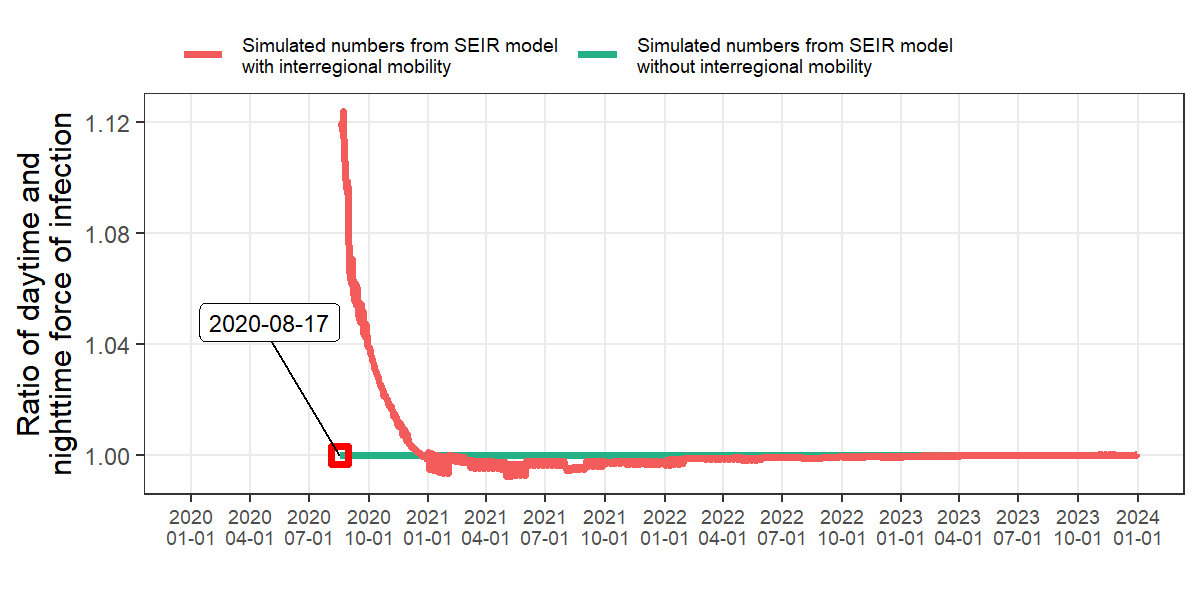 Simulated numbers from SEIR model
with interregional mobility
Simulated numbers from SEIR model
without interregional mobility
Ratio of daytime and
nighttime force of infection
1.12
1.08
1.04
1.00
2020-08-17
2020 2020 2020 2020 2021 2021 2021 2021 2022 2022 2022 2022 2023 2023 2023 2023 2024
01-01 04-01 07-01 10-01 01-01 04-01 07-01 10-01 01-01 04-01 07-01 10-01 01-01 04-01 07-01 10-01 01-01